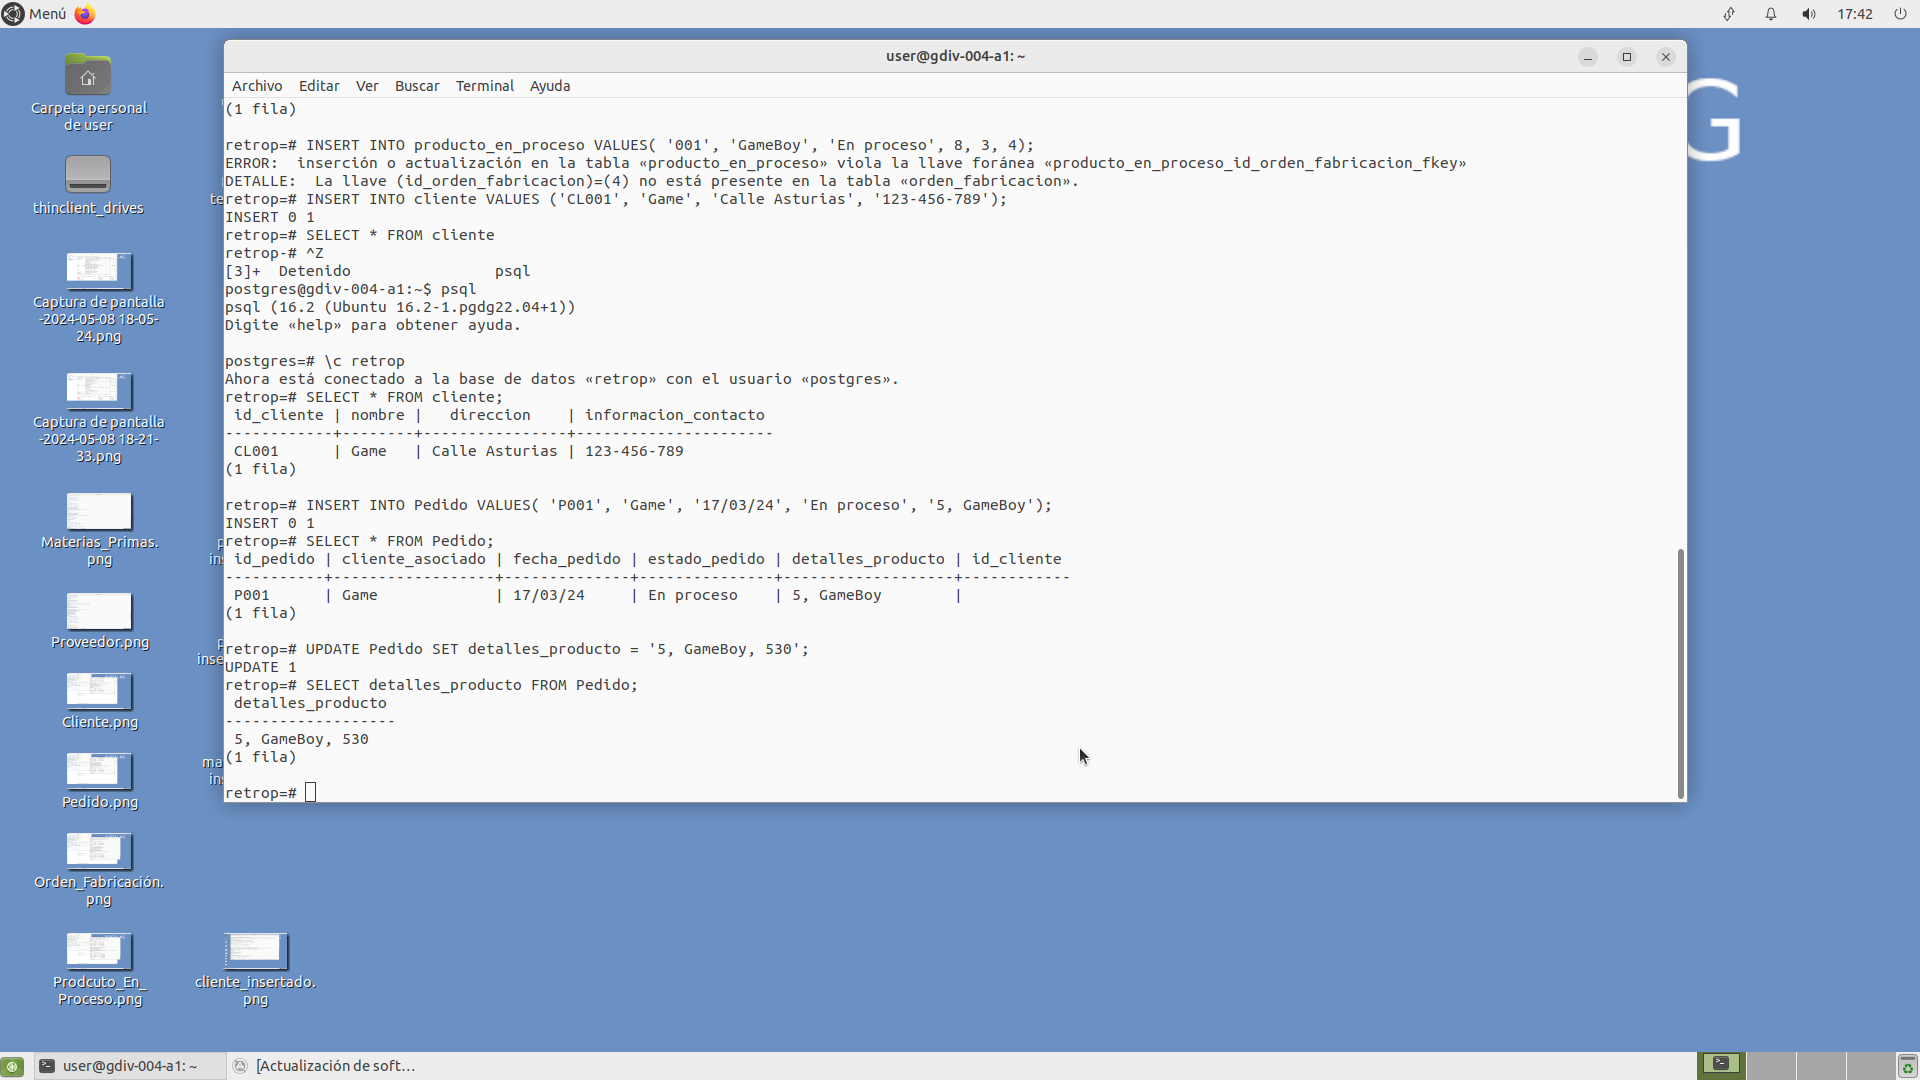 Menú
17:42
user@gdiv-004-a1: ~
Archivo Editar Ver Buscar Terminal Ayuda
(1 fila)
retrop=# INSERT INTO producto_en_proceso VALUES( '001', 'GameBoy', 'En proceso', 8, 3, 4);
ERROR:  inserción o actualización en la tabla «producto_en_proceso» viola la llave foránea «producto_en_proceso_id_orden_fabricacion_fkey»
DETALLE:  La llave (id_orden_fabricacion)=(4) no está presente en la tabla «orden_fabricacion».
retrop=# INSERT INTO cliente VALUES ('CL001', 'Game', 'Calle Asturias', '123-456-789');
INSERT 0 1
retrop=# SELECT * FROM cliente
retrop-# ^Z
[3]+  Detenido                psql
postgres@gdiv-004-a1:~$ psql
psql (16.2 (Ubuntu 16.2-1.pgdg22.04+1))
Digite «help» para obtener ayuda.
postgres=# \c retrop
Ahora está conectado a la base de datos «retrop» con el usuario «postgres».
retrop=# SELECT * FROM cliente;
 id_cliente | nombre |   direccion    | informacion_contacto
------------+--------+----------------+----------------------
 CL001      | Game   | Calle Asturias | 123-456-789
(1 fila)
retrop=# INSERT INTO Pedido VALUES( 'P001', 'Game', '17/03/24', 'En proceso', '5, GameBoy');
INSERT 0 1
retrop=# SELECT * FROM Pedido;
 id_pedido | cliente_asociado | fecha_pedido | estado_pedido | detalles_producto | id_cliente
-----------+------------------+--------------+---------------+-------------------+------------
 P001      | Game             | 17/03/24     | En proceso    | 5, GameBoy        |
(1 fila)
retrop=# UPDATE Pedido SET detalles_producto = '5, GameBoy, 530';
UPDATE 1
retrop=# SELECT detalles_producto FROM Pedido;
 detalles_producto
-------------------
 5, GameBoy, 530
(1 fila)
retrop=#
G
Carpeta personal
de user
thinclient_drives
Captura de pantalla
-2024-05-08 18-05-
24.png
Captura de pantalla
-2024-05-08 18-21-
33.png
Materias_Primas.
png
Proveedor.png
Cliente.png
Pedido.png
Orden_Fabricación.
png
Prodcuto_En_
Proceso.png
cliente_insertado.
png
user@gdiv-004-a1: ~
[Actualización de soft…